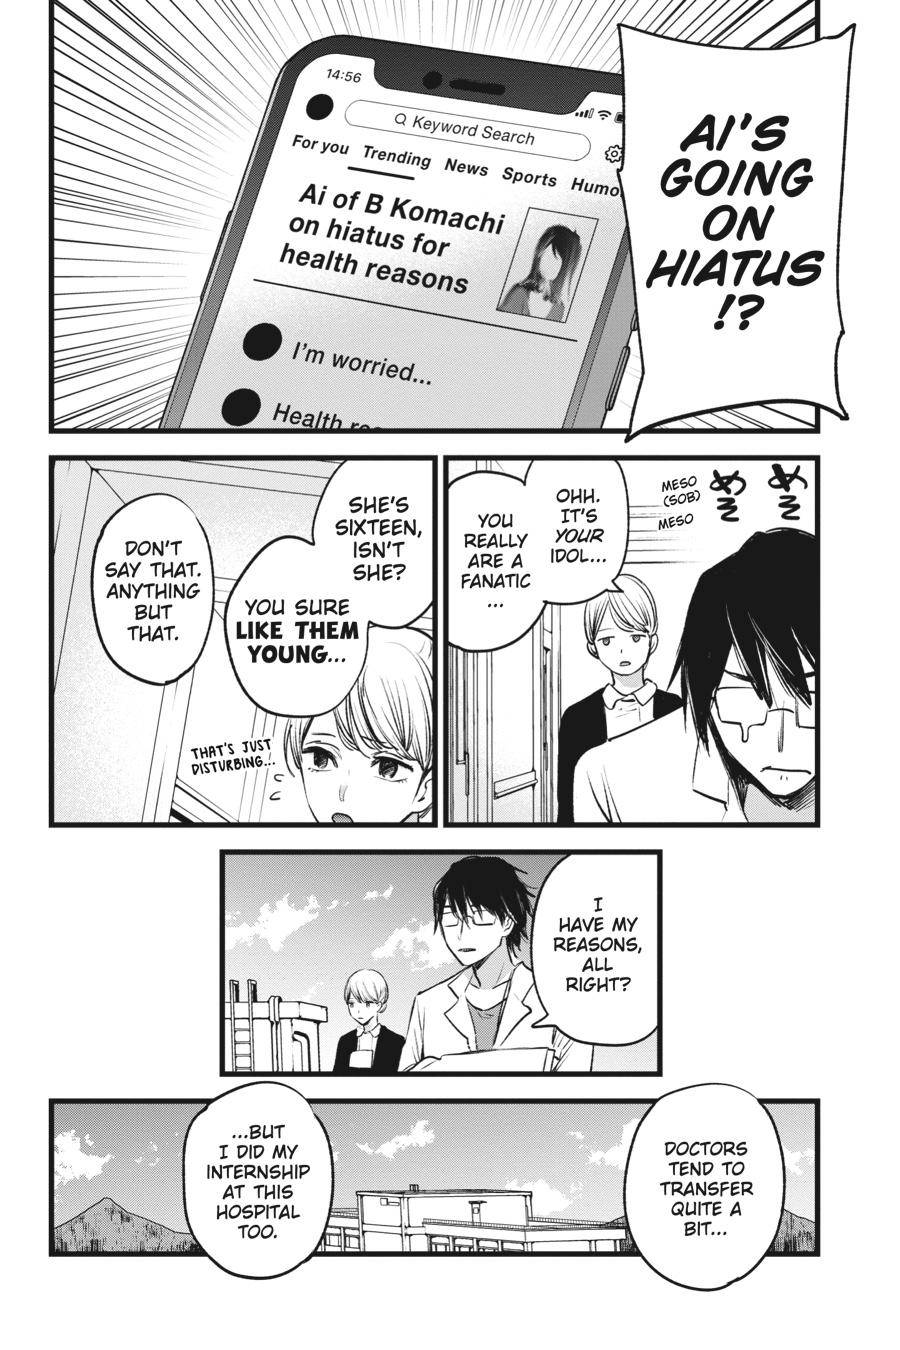 AI'S
GOING
ON
HIATUS
!?
14:56
Keyword Search
For you Trending News Sports Humor
Ai of B Komachi
on hiatus for
health reasons
I'm worried...
Health
めそ
めそ
MESO
(SOB)
MESO
OHH.
IT'S
YOUR
IDOL...
YOU
REALLY
ARE A
FANATIC
...
SHE'S
SIXTEEN,
ISN'T
SHE?
YOU SURE
LIKE THEM
YOUNG...
THAT'S JUST
DISTURBING...
DON'T
SAY THAT.
ANYTHING
BUT
THAT.
I
HAVE MY
REASONS,
ALL
RIGHT?
DOCTORS
TEND TO
TRANSFER
QUITE A
BIT...
...BUT
I DID MY
INTERNSHIP
AT THIS
HOSPITAL
TOO.